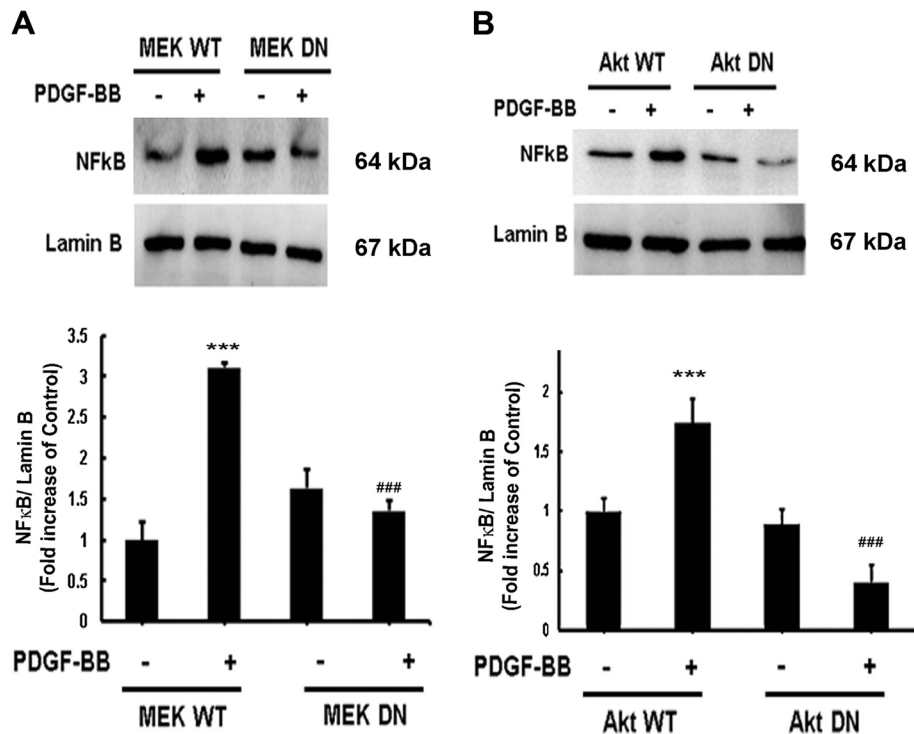 A
MEK WT MEK DN
PDGF-BB - + - +
NFkB 64 kDa
Lamin B 67 kDa
NFκB/ Lamin B
(Fold increase of Control)
3.5
3
2.5
2
1.5
1
0.5
0
***
###
PDGF-BB - + - +
MEK WT MEK DN
B
Akt WT Akt DN
PDGF-BB - + - +
NFkB 64 kDa
Lamin B 67 kDa
NFκB/ Lamin B
(Fold increase of Control)
2
1.5
1
0.5
0
***
###
PDGF-BB - + - +
Akt WT Akt DN